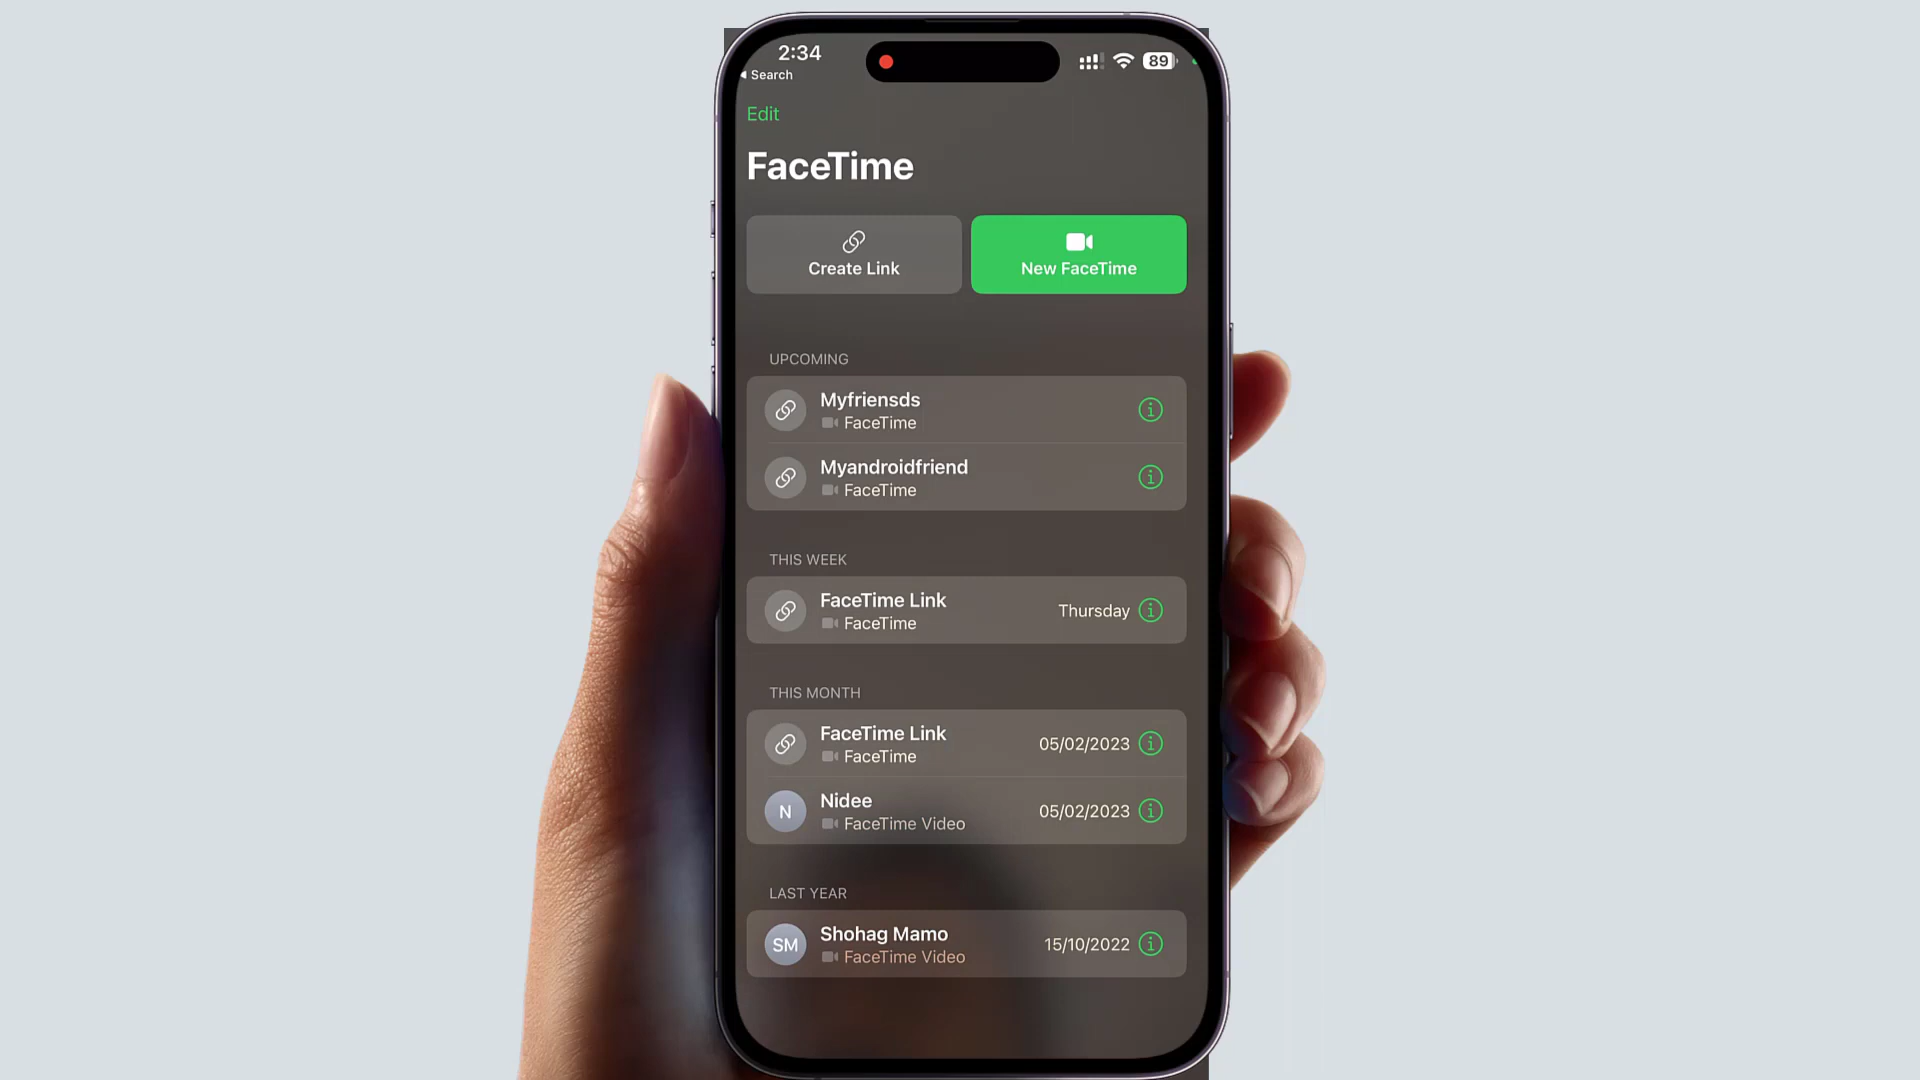 2:34
89
Search
Edit
FaceTime
Create Link
New FaceTime
UPCOMING
Myfriensds
FaceTime
Myandroidfriend
FaceTime
THIS WEEK
FaceTime Link
Thursday
FaceTime
THIS MONTH
FaceTime Link
05/02/2023
FaceTime
N
Nidee
05/02/2023
FaceTime Video
LAST YEAR
SM
Shohag Mamo
15/10/2022
FaceTime Video